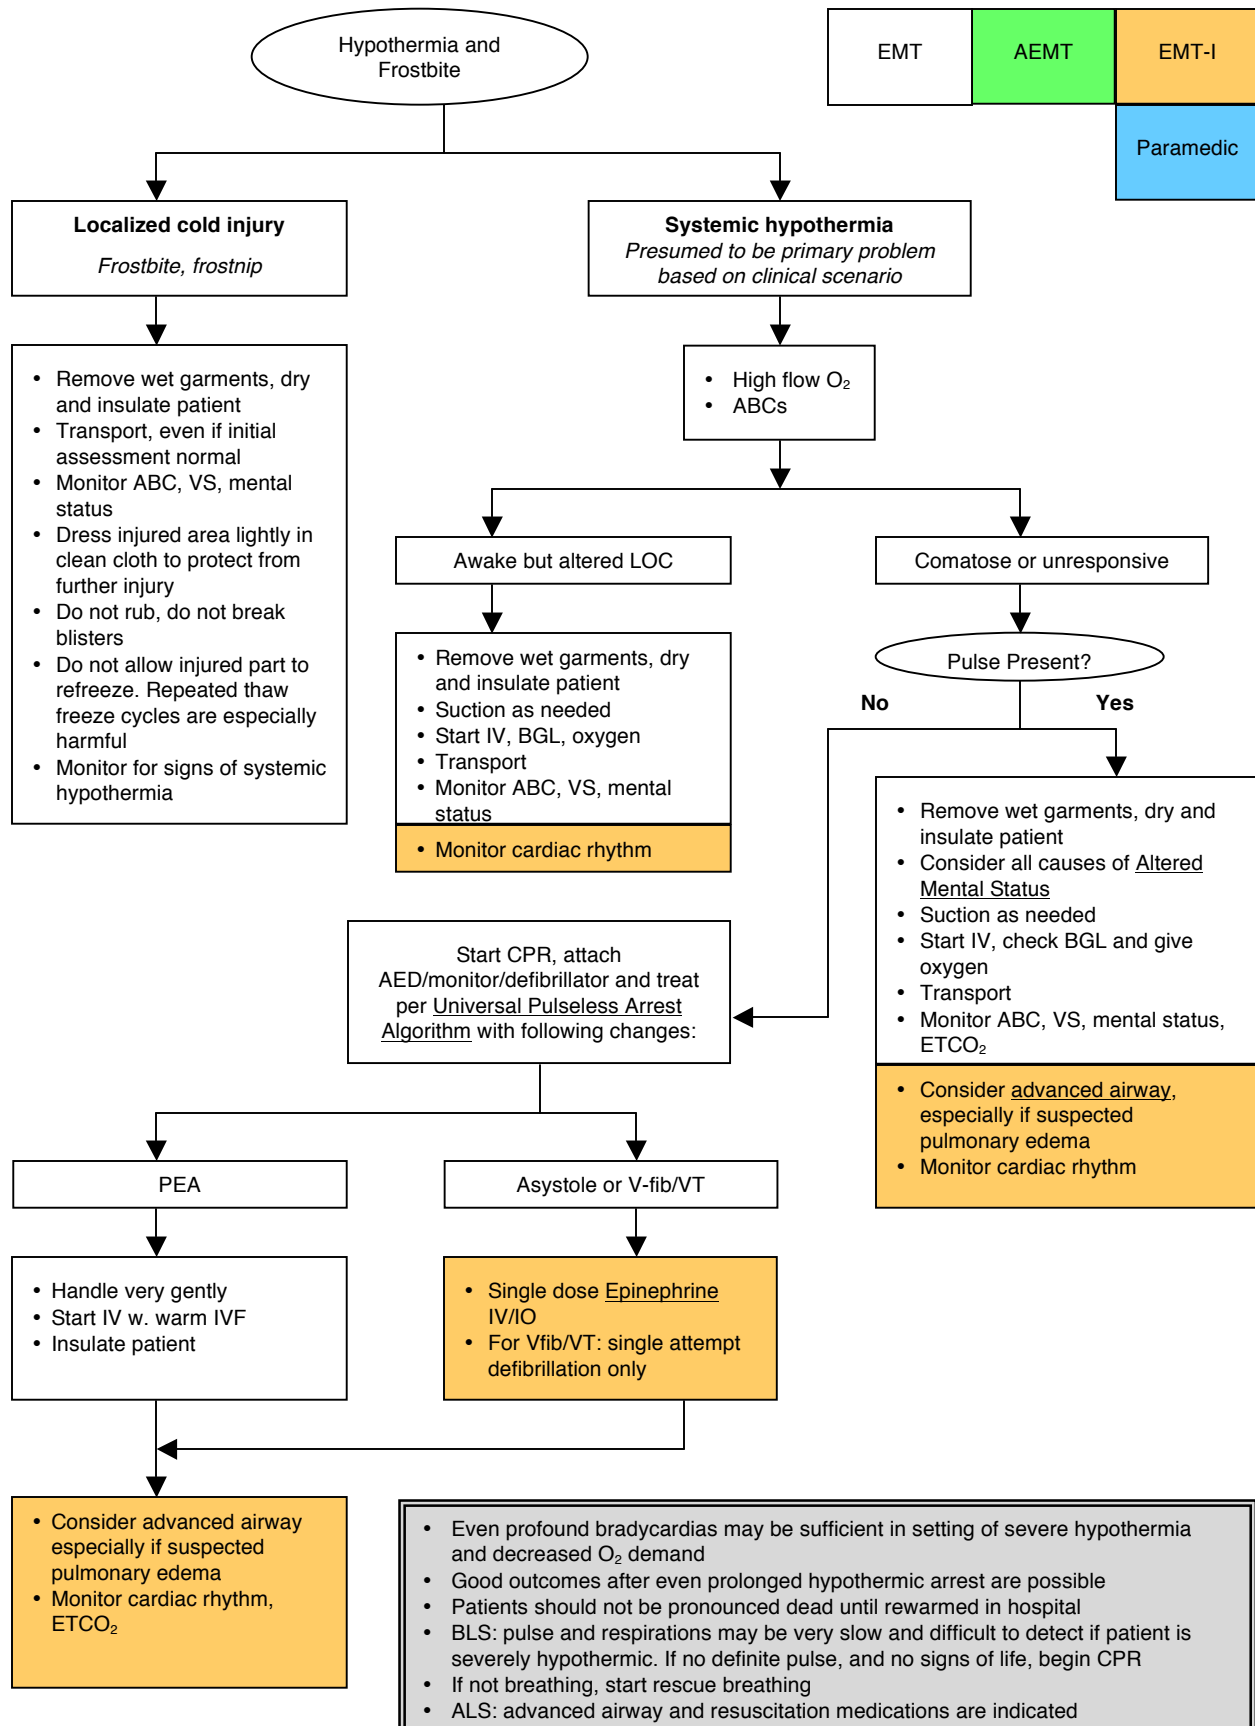 Hypothermia and
Frostbite
EMT
AEMT
EMT-I
Paramedic
Localized cold injury
Frostbite, frostnip
Systemic hypothermia
Presumed to be primary problem
based on clinical scenario
• Remove wet garments, dry
and insulate patient
• Transport, even if initial
assessment normal
• Monitor ABC, VS, mental
status
• Dress injured area lightly in
clean cloth to protect from
further injury
• Do not rub, do not break
blisters
• Do not allow injured part to
refreeze. Repeated thaw
freeze cycles are especially
harmful
• Monitor for signs of systemic
hypothermia
• High flow O₂
• ABCs
Awake but altered LOC
Comatose or unresponsive
• Remove wet garments, dry
and insulate patient
• Suction as needed
• Start IV, BGL, oxygen
• Transport
• Monitor ABC, VS, mental
status
• Monitor cardiac rhythm
Pulse Present?
No
Yes
• Remove wet garments, dry and
insulate patient
• Consider all causes of Altered
Mental Status
• Suction as needed
• Start IV, check BGL and give
oxygen
• Transport
• Monitor ABC, VS, mental status,
ETCO₂
• Consider advanced airway,
especially if suspected
pulmonary edema
• Monitor cardiac rhythm
Start CPR, attach
AED/monitor/defibrillator and treat
per Universal Pulseless Arrest
Algorithm with following changes:
PEA
Asystole or V-fib/VT
• Handle very gently
• Start IV w. warm IVF
• Insulate patient
• Single dose Epinephrine
IV/IO
• For Vfib/VT: single attempt
defibrillation only
• Consider advanced airway
especially if suspected
pulmonary edema
• Monitor cardiac rhythm,
ETCO₂
• Even profound bradycardias may be sufficient in setting of severe hypothermia
and decreased O₂ demand
• Good outcomes after even prolonged hypothermic arrest are possible
• Patients should not be pronounced dead until rewarmed in hospital
• BLS: pulse and respirations may be very slow and difficult to detect if patient is
severely hypothermic. If no definite pulse, and no signs of life, begin CPR
• If not breathing, start rescue breathing
• ALS: advanced airway and resuscitation medications are indicated